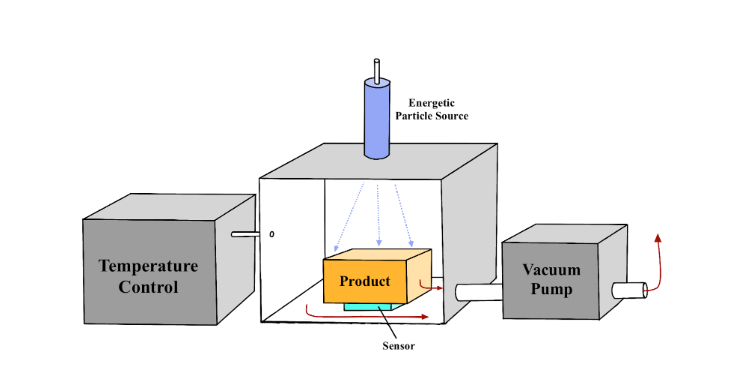 Energetic
Particle Source
Temperature
Control
Product
Vacuum
Pump
Sensor